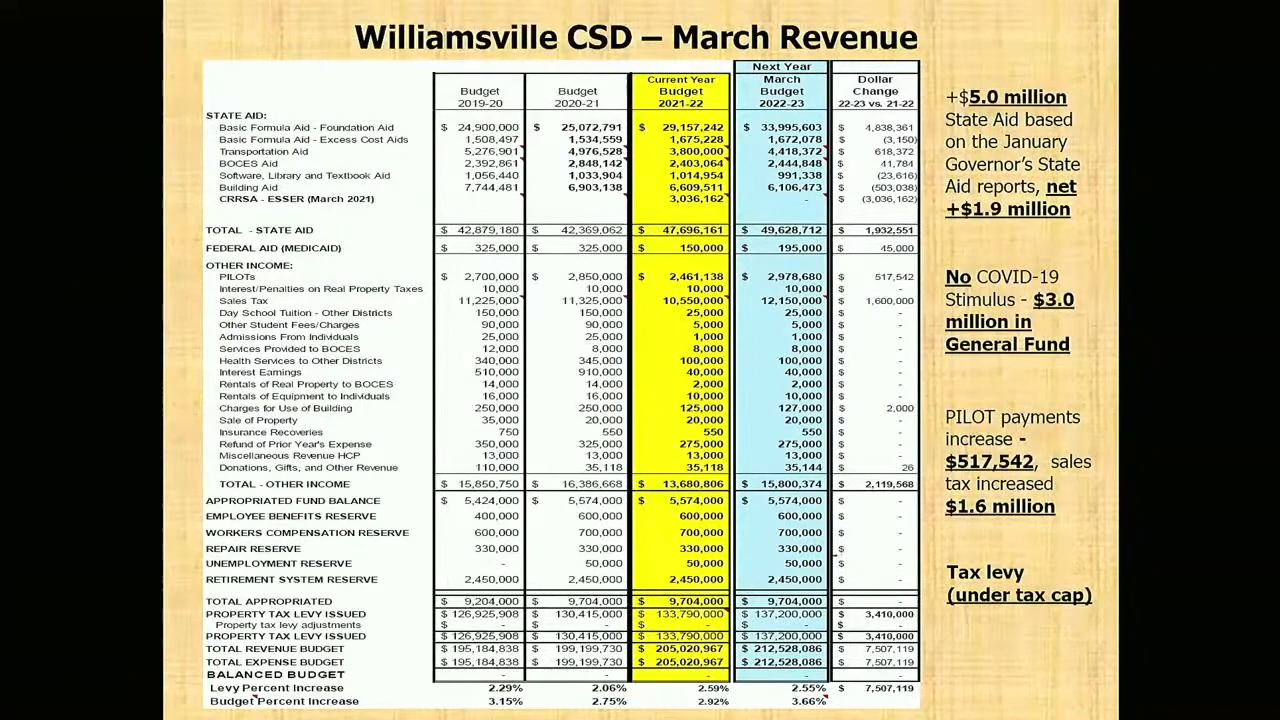 Williamsville CSD – March Revenue
Next Year
Current Year March Dollar
Budget Budget Budget Budget Change
2019-20 2020-21 2021-22 2022-23 22-23 vs. 21-22
STATE AID:
Basic Formula Aid - Foundation Aid $ 24,900,000 $ 25,072,791 $ 29,157,242 $ 33,995,603 $ 4,838,361
Basic Formula Aid - Excess Cost Aids 1,508,497 1,534,559 1,675,228 1,672,078 $ (3,150)
Transportation Aid 5,276,901 4,976,528 3,800,000 4,418,372 $ 618,372
BOCES Aid 2,392,861 2,848,142 2,403,064 2,444,848 $ 41,784
Software, Library and Textbook Aid 1,056,440 1,033,904 1,014,954 991,338 $ (23,616)
Building Aid 7,744,481 6,903,138 6,609,511 6,106,473 $ (503,038)
CRRSA - ESSER (March 2021) 3,036,162 - $ (3,036,162)
TOTAL - STATE AID $ 42,879,180 $ 42,369,062 $ 47,696,161 $ 49,628,712 $ 1,932,551
FEDERAL AID (MEDICAID) $ 325,000 $ 325,000 $ 150,000 $ 195,000 $ 45,000
OTHER INCOME:
PILOTs $ 2,700,000 $ 2,850,000 $ 2,461,138 $ 2,978,680 $ 517,542
Interest/Penalties on Real Property Taxes 10,000 10,000 10,000 10,000 $ -
Sales Tax 11,225,000 11,325,000 10,550,000 12,150,000 $ 1,600,000
Day School Tuition - Other Districts 150,000 150,000 25,000 25,000 $ -
Other Student Fees/Charges 90,000 90,000 5,000 5,000 $ -
Admissions From Individuals 25,000 25,000 1,000 1,000 $ -
Services Provided to BOCES 12,000 8,000 8,000 8,000 $ -
Health Services to Other Districts 340,000 345,000 100,000 100,000 $ -
Interest Earnings 510,000 910,000 40,000 40,000 $ -
Rentals of Real Property to BOCES 14,000 14,000 2,000 2,000 $ -
Rentals of Equipment to Individuals 16,000 16,000 10,000 10,000 $ -
Charges for Use of Building 250,000 250,000 125,000 127,000 $ 2,000
Sale of Property 35,000 20,000 20,000 20,000 $ -
Insurance Recoveries 750 550 550 550 $ -
Refund of Prior Year's Expense 350,000 325,000 275,000 275,000 $ -
Miscellaneous Revenue HCP 13,000 13,000 13,000 13,000 $ -
Donations, Gifts, and Other Revenue 110,000 35,118 35,118 35,144 $ 26
TOTAL - OTHER INCOME $ 15,850,750 $ 16,386,668 $ 13,680,806 $ 15,800,374 $ 2,119,568
APPROPRIATED FUND BALANCE $ 5,424,000 $ 5,574,000 $ 5,574,000 $ 5,574,000 $ -
EMPLOYEE BENEFITS RESERVE 400,000 600,000 600,000 600,000 $ -
WORKERS COMPENSATION RESERVE 600,000 700,000 700,000 700,000 $ -
REPAIR RESERVE 330,000 330,000 330,000 330,000 $ -
UNEMPLOYMENT RESERVE - 50,000 50,000 50,000 $ -
RETIREMENT SYSTEM RESERVE 2,450,000 2,450,000 2,450,000 2,450,000 $ -
TOTAL APPROPRIATED $ 9,204,000 $ 9,704,000 $ 9,704,000 $ 9,704,000 $ -
PROPERTY TAX LEVY ISSUED $ 126,925,908 $ 130,415,000 $ 133,790,000 $ 137,200,000 $ 3,410,000
Property tax levy adjustments $ - $ - $ - $ - $ -
PROPERTY TAX LEVY ISSUED $ 126,925,908 $ 130,415,000 $ 133,790,000 $ 137,200,000 $ 3,410,000
TOTAL REVENUE BUDGET $ 195,184,838 $ 199,199,730 $ 205,020,967 $ 212,528,086 $ 7,507,119
TOTAL EXPENSE BUDGET $ 195,184,838 $ 199,199,730 $ 205,020,967 $ 212,528,086 $ 7,507,119
BALANCED BUDGET - - - -
Levy Percent Increase 2.29% 2.06% 2.59% 2.55% $ 7,507,119
Budget Percent Increase 3.15% 2.75% 2.92% 3.66%
+$5.0 million
State Aid based
on the January
Governor's State
Aid reports, net
+$1.9 million
No COVID-19
Stimulus - $3.0
million in
General Fund
PILOT payments
increase -
$517,542, sales
tax increased
$1.6 million
Tax levy
(under tax cap)